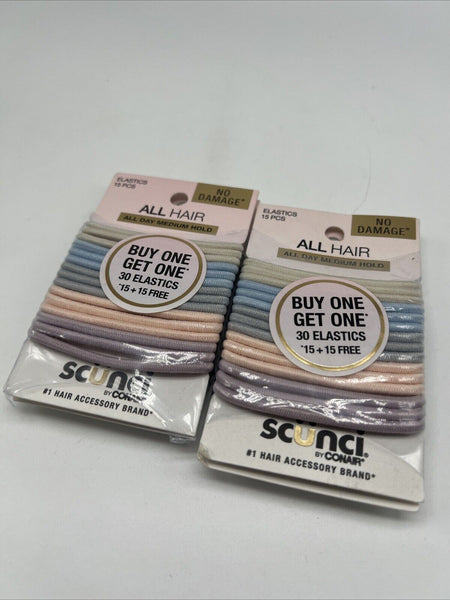 ELASTICS
15 PCS
NO
DAMAGE*
ALL HAIR
ALL DAY MEDIUM HOLD
BUY ONE
GET ONE*
30 ELASTICS
*15 + 15 FREE
scünci
BY CONAIR®
#1 HAIR ACCESSORY BRAND*
ELASTICS
15 PCS
NO
DAMAGE*
ALL HAIR
ALL DAY MEDIUM HOLD
BUY ONE
GET ONE*
30 ELASTICS
*15 + 15 FREE
scünci
BY CONAIR®
#1 HAIR ACCESSORY BRAND*